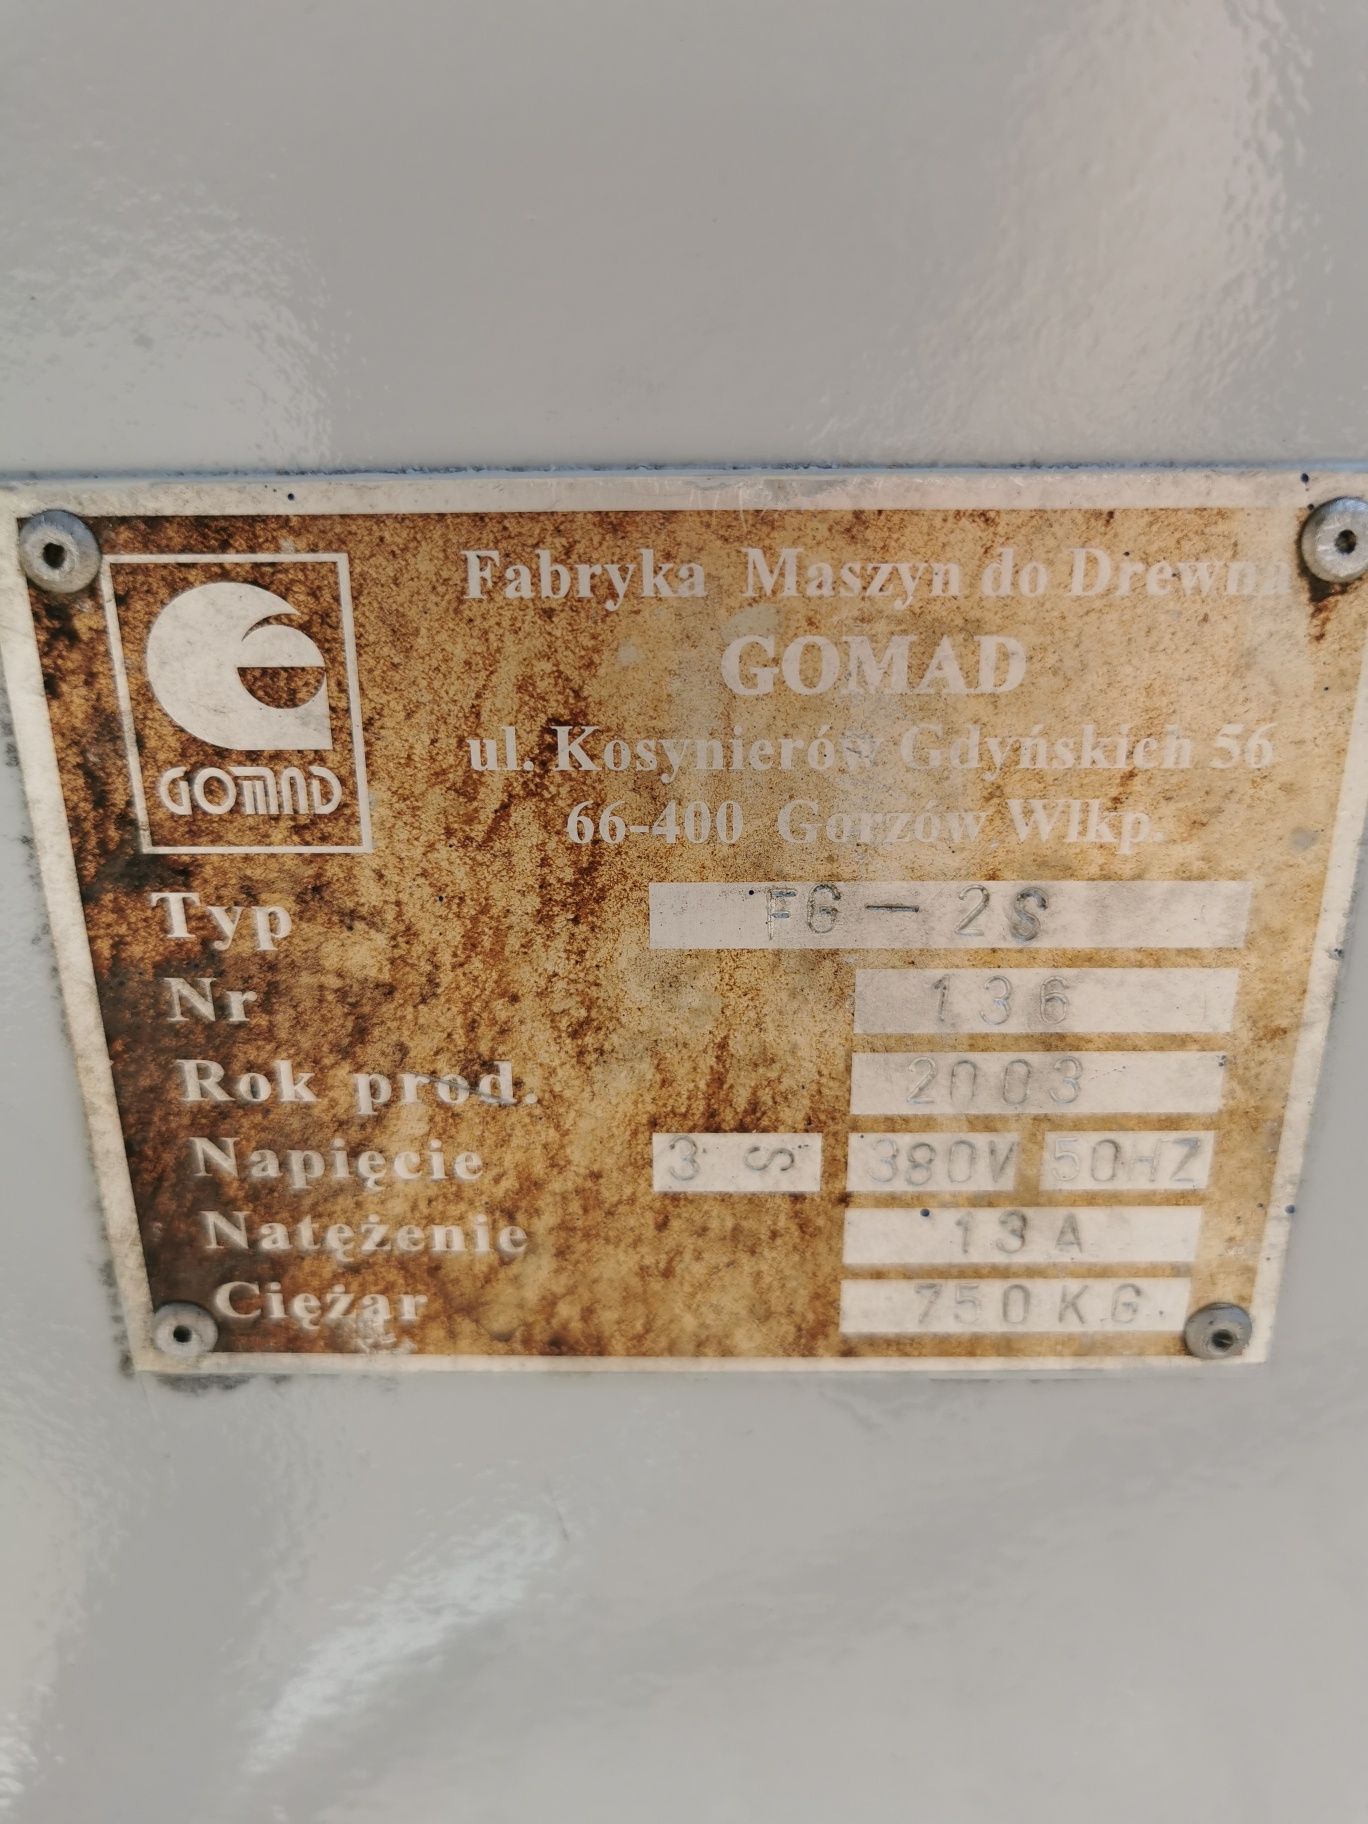 Fabryka Maszyn do Drewna
GOMAD
ul. Kosynierów Gdyńskich 56
66-400 Gorzów Wlkp.
GOMAD
Typ FG-2S
Nr 136
Rok prod. 2003
Napięcie 3 ∽ 380V 50HZ
Natężenie 13A
Ciężar 750KG